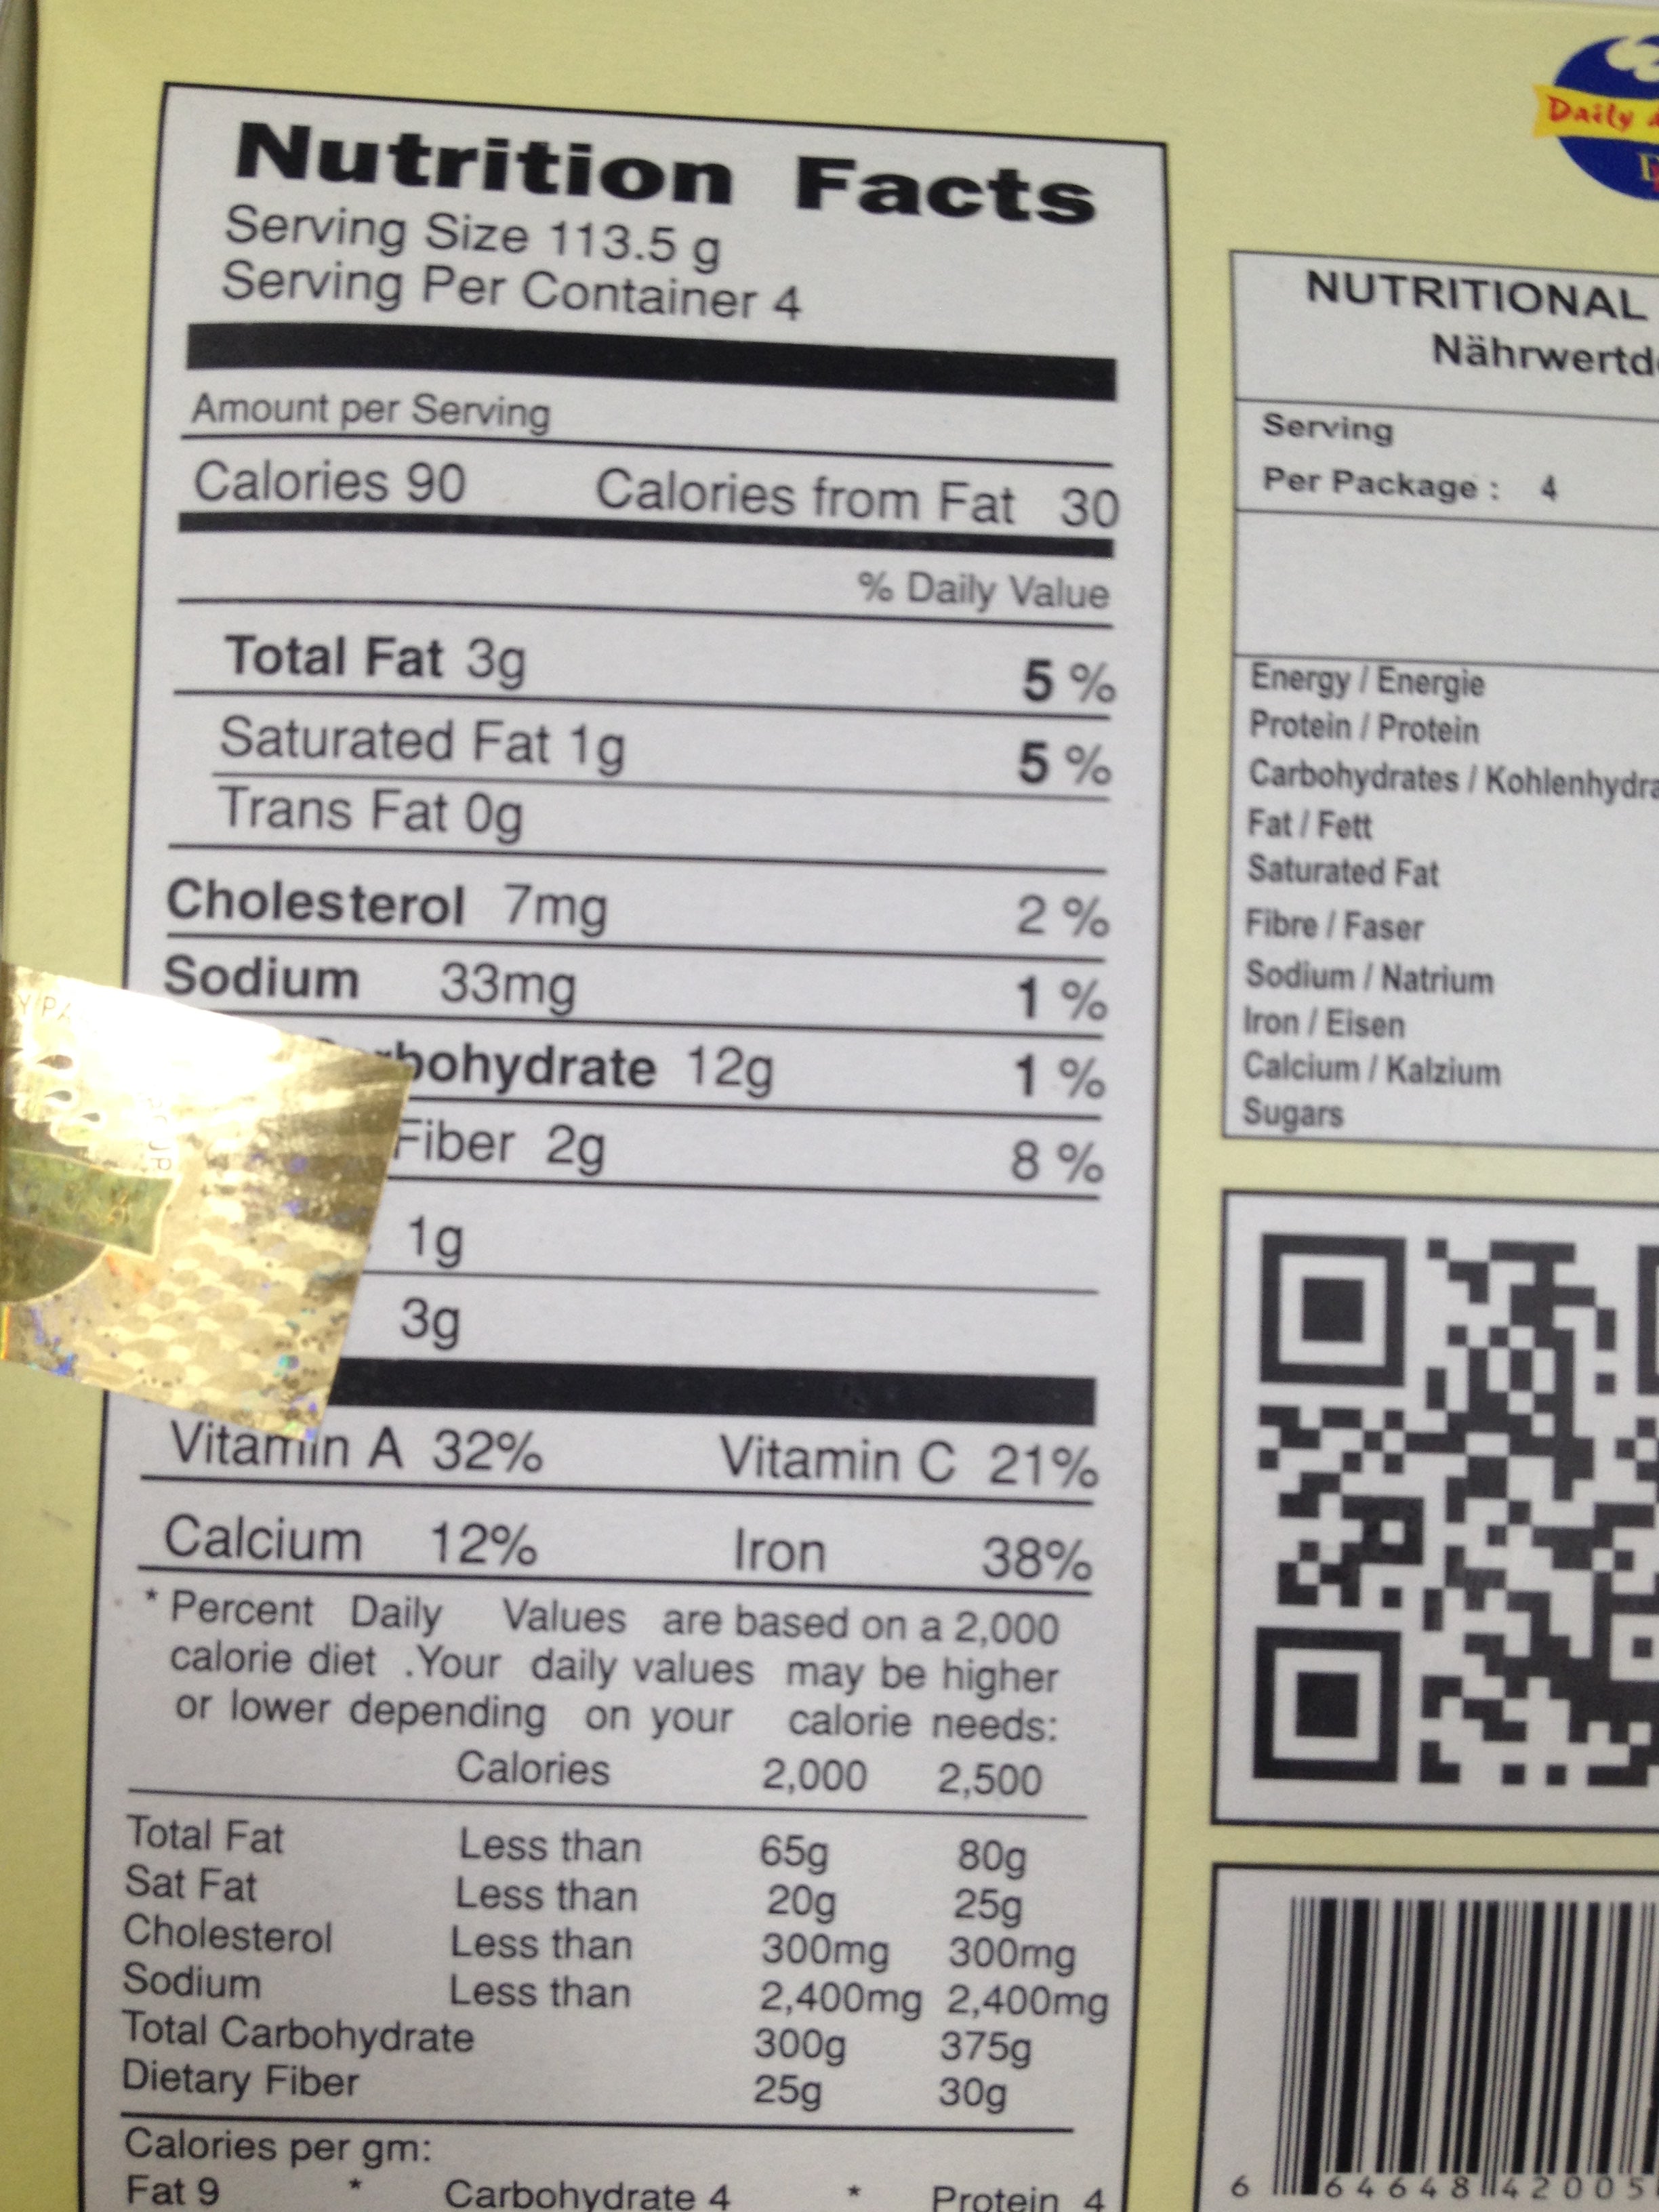 Nutrition Facts
Serving Size 113.5 g
Serving Per Container 4
Amount per Serving
Calories 90 Calories from Fat 30
% Daily Value
Total Fat 3g 5 %
Saturated Fat 1g 5 %
Trans Fat 0g
Cholesterol 7mg 2 %
Sodium 33mg 1 %
bohydrate 12g 1 %
Fiber 2g 8 %
1g
3g
Vitamin A 32% Vitamin C 21%
Calcium 12% Iron 38%
* Percent Daily Values are based on a 2,000
calorie diet .Your daily values may be higher
or lower depending on your calorie needs:
Calories 2,000 2,500
Total Fat Less than 65g 80g
Sat Fat Less than 20g 25g
Cholesterol Less than 300mg 300mg
Sodium Less than 2,400mg 2,400mg
Total Carbohydrate 300g 375g
Dietary Fiber 25g 30g
Calories per gm:
Fat 9 * Carbohydrate 4 * Protein 4
Daily
NUTRITIONAL
Nährwertd
Serving
Per Package : 4
Energy / Energie
Protein / Protein
Carbohydrates / Kohlenhydra
Fat / Fett
Saturated Fat
Fibre / Faser
Sodium / Natrium
Iron / Eisen
Calcium / Kalzium
Sugars
6 64648 42005